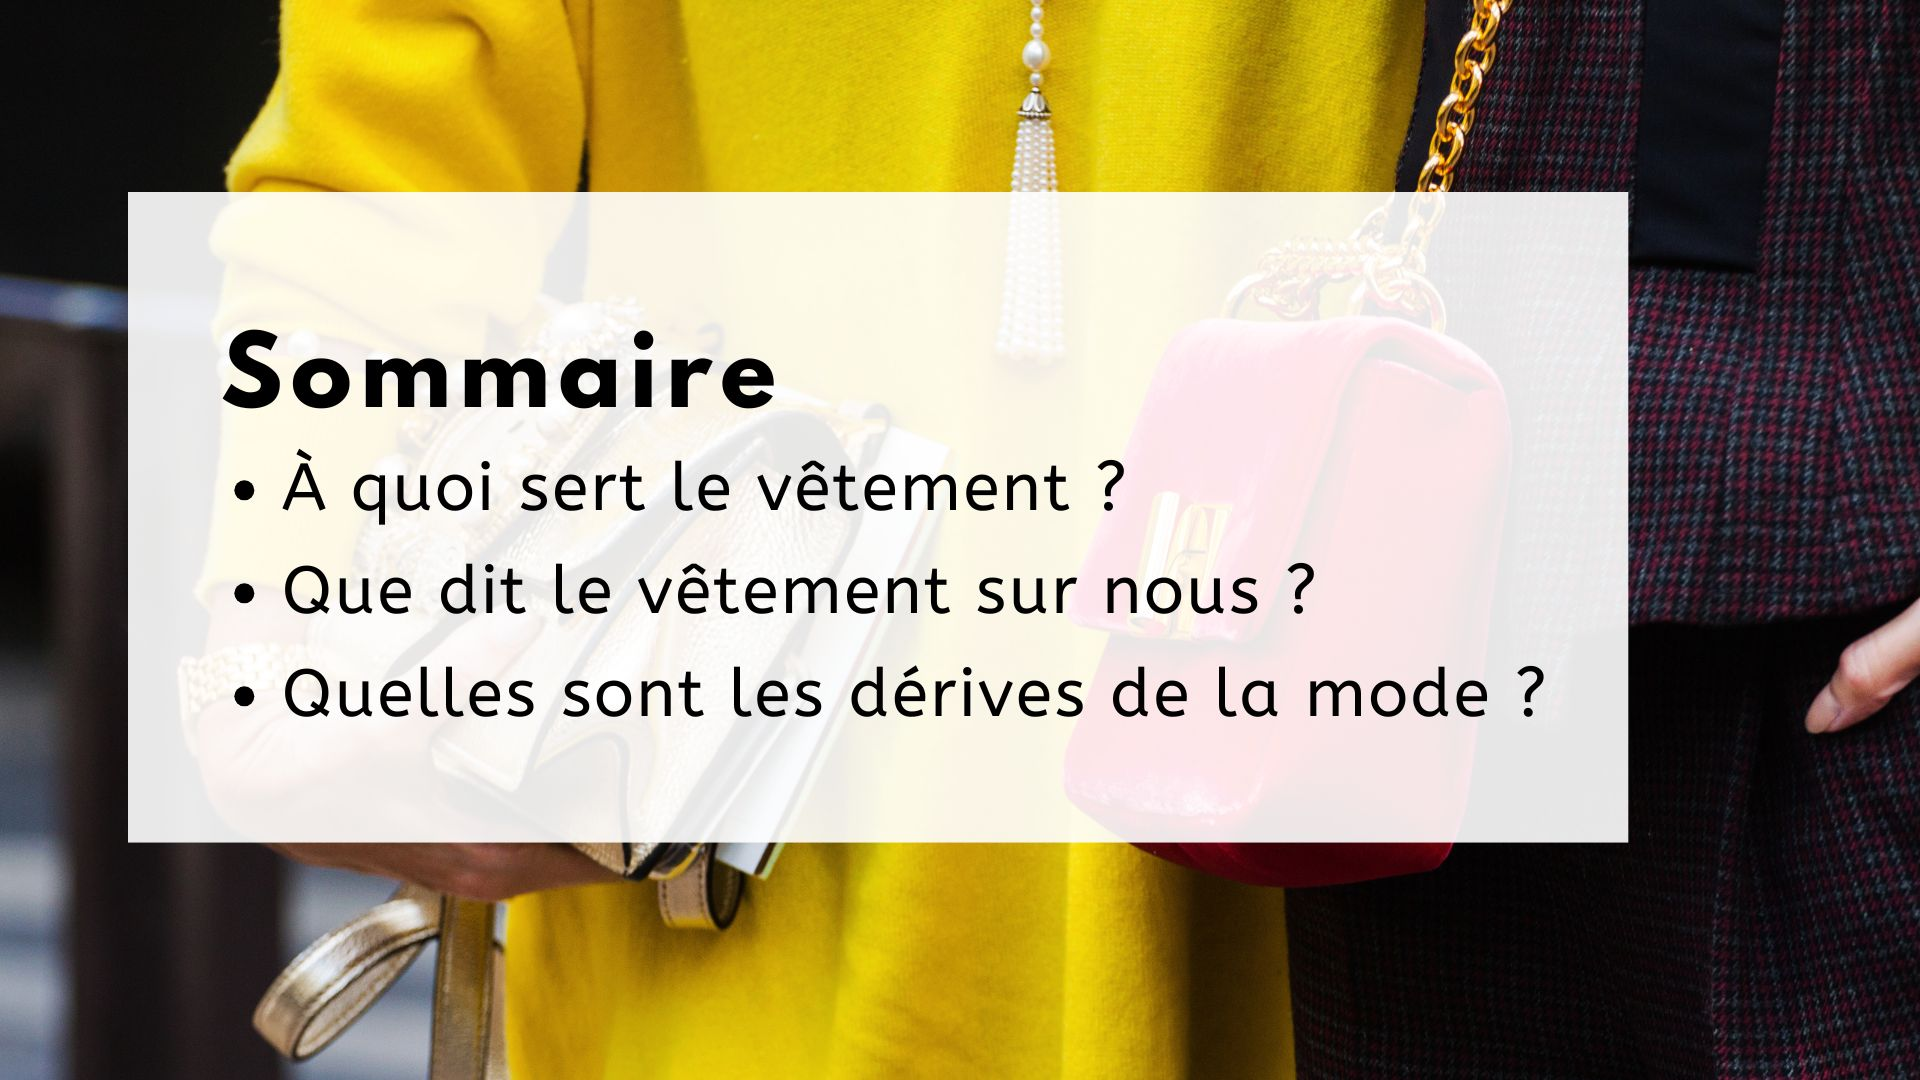 Sommaire
• À quoi sert le vêtement ?
• Que dit le vêtement sur nous ?
• Quelles sont les dérives de la mode ?